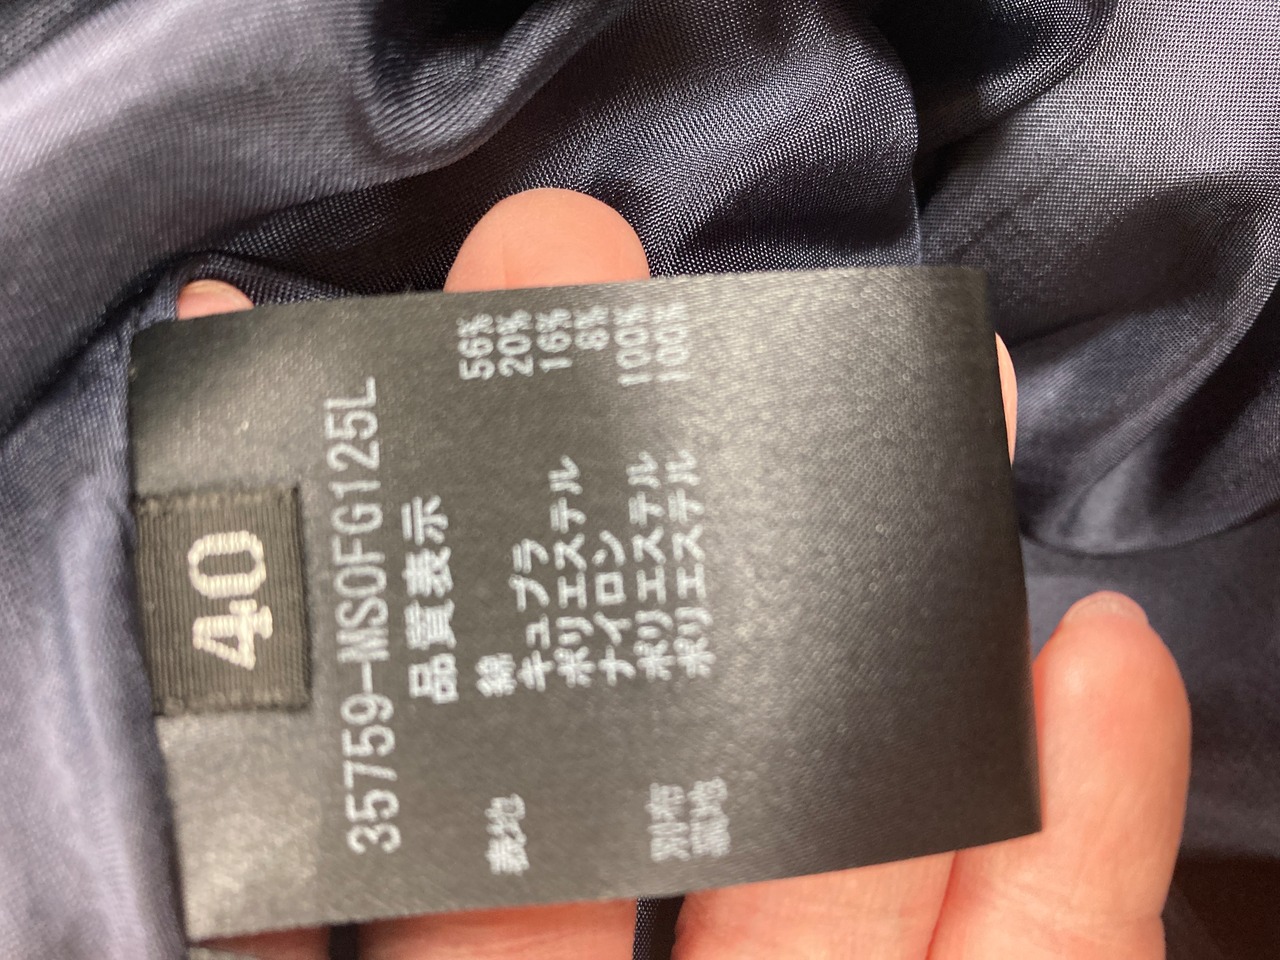 40
35759-MSOFG125L
品質表示
表地 綿 56%
キュプラ 20%
ポリエステル 16%
ナイロン 8%
別布 ポリエステル 100%
裏地 ポリエステル 100%